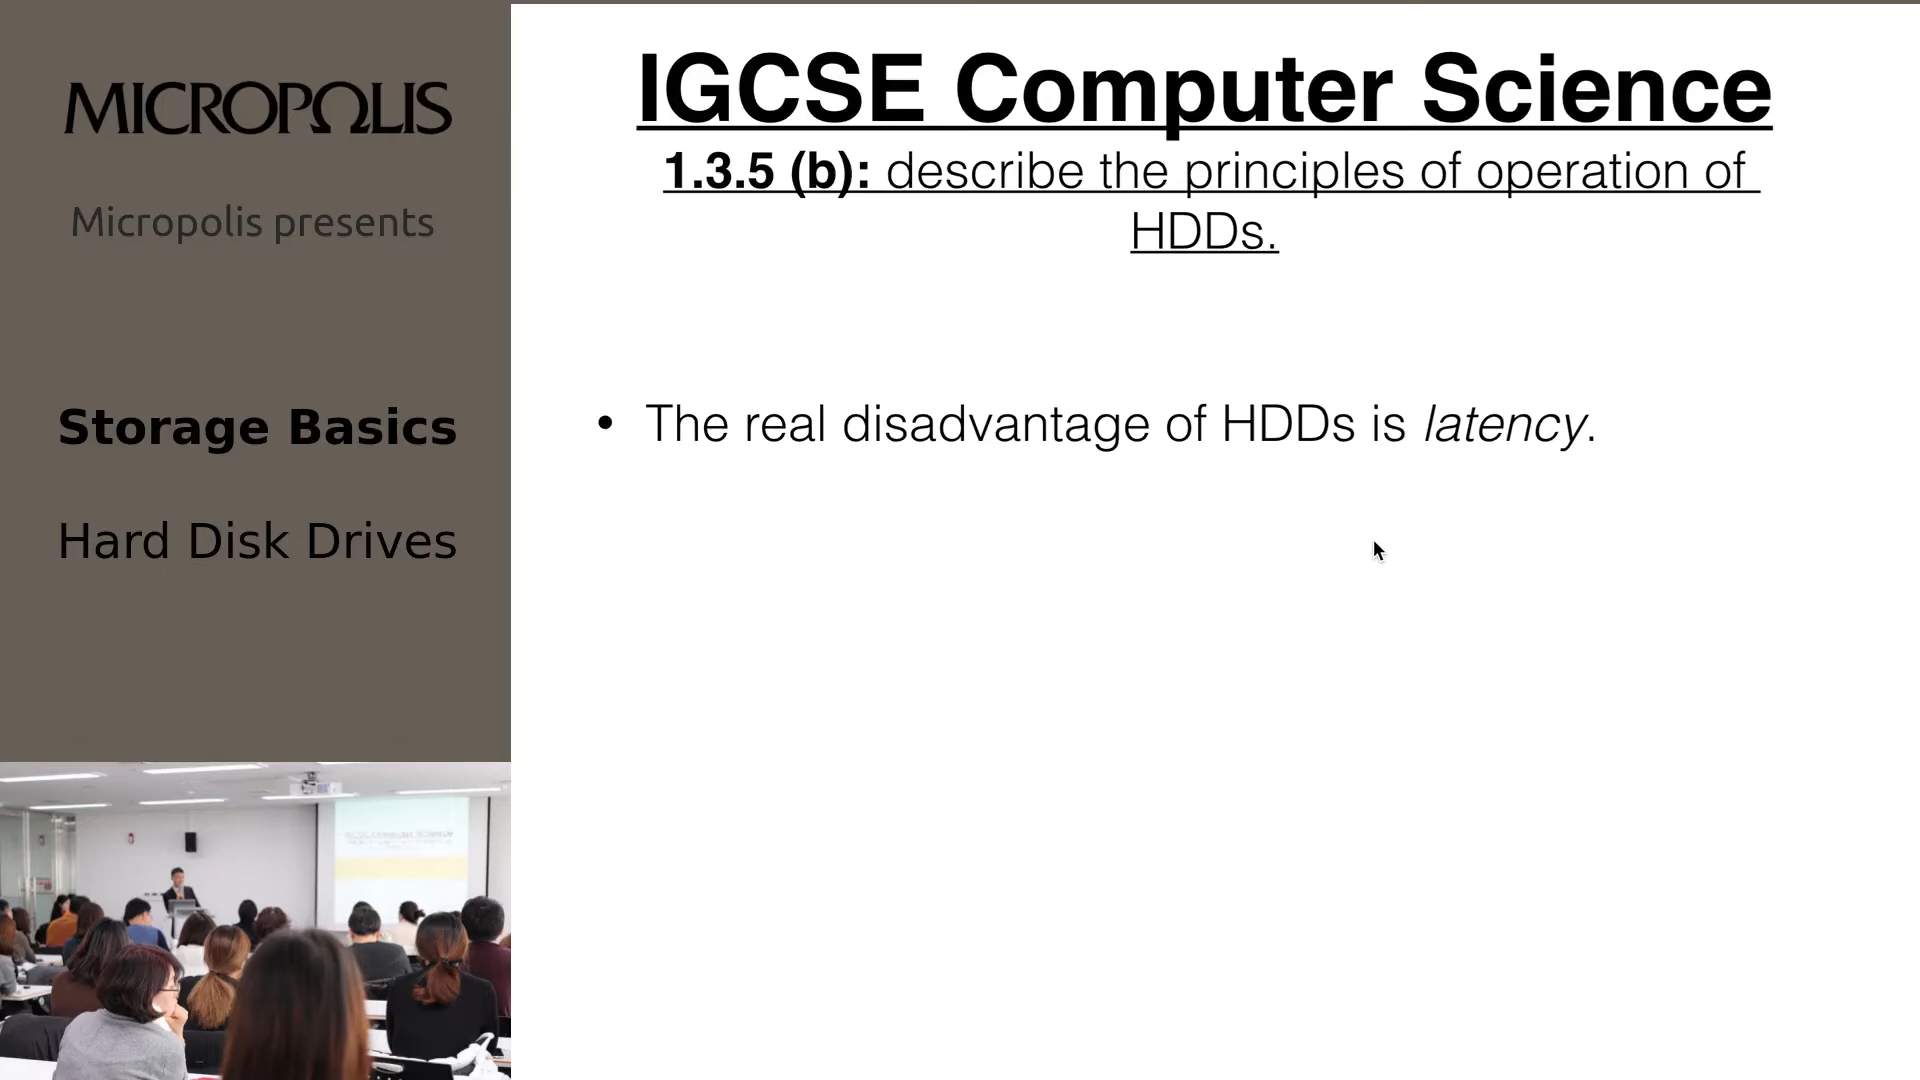 MICROPOLIS
Micropolis presents
Storage Basics
Hard Disk Drives
IGCSE Computer Science
1.3.5 (b): describe the principles of operation of
HDDs.
• The real disadvantage of HDDs is latency.